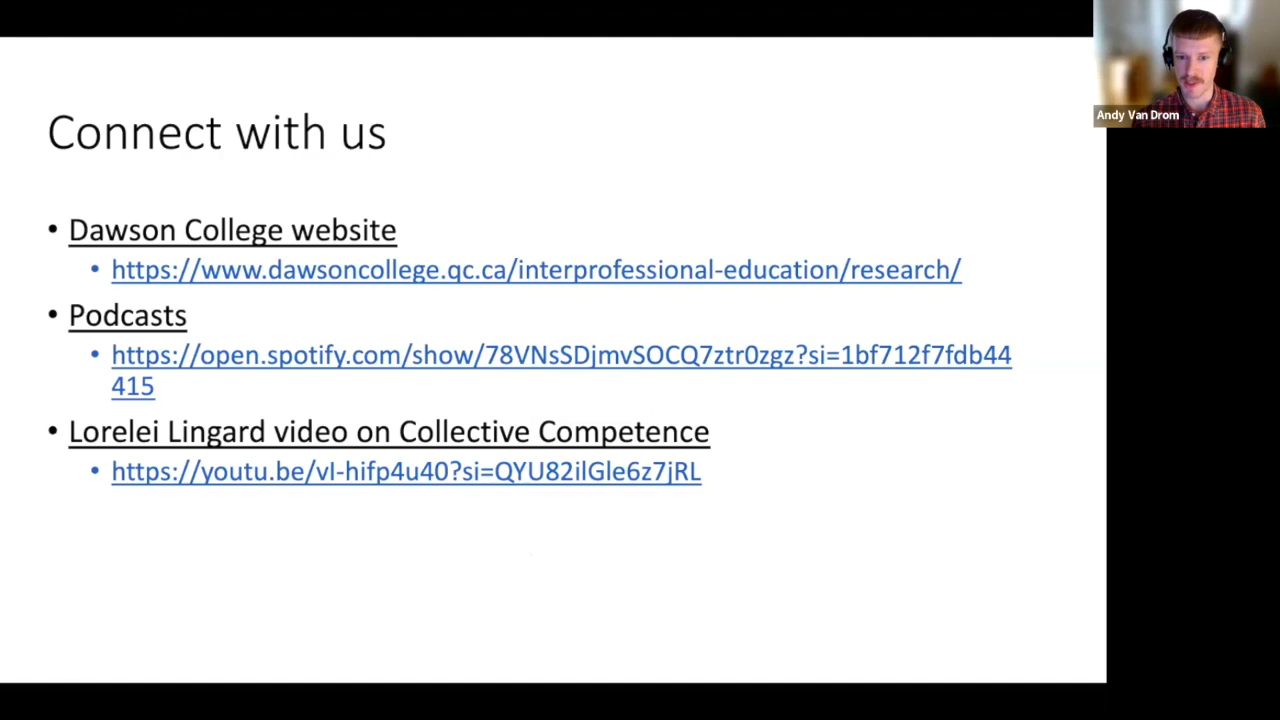 Connect with us
• Dawson College website
• https://www.dawsoncollege.qc.ca/interprofessional-education/research/
• Podcasts
• https://open.spotify.com/show/78VNsSDjmvSOCQ7ztr0zgz?si=1bf712f7fdb44
415
• Lorelei Lingard video on Collective Competence
• https://youtu.be/vI-hifp4u40?si=QYU82ilGle6z7jRL
Andy Van Drom